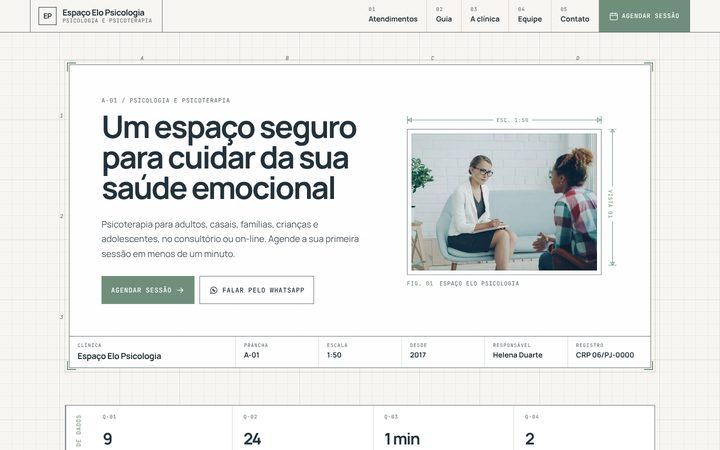 EP
Espaço Elo Psicologia
PSICOLOGIA E PSICOTERAPIA
01
Atendimentos
02
Guia
03
A clínica
04
Equipe
05
Contato
AGENDAR SESSÃO
A
B
C
D
1
2
3
A-01 / PSICOLOGIA E PSICOTERAPIA
Um espaço seguro
para cuidar da sua
saúde emocional
Psicoterapia para adultos, casais, famílias, crianças e
adolescentes, no consultório ou on-line. Agende a sua primeira
sessão em menos de um minuto.
AGENDAR SESSÃO →
FALAR PELO WHATSAPP
ESC. 1:50
VISTA 01
FIG. 01 ESPAÇO ELO PSICOLOGIA
CLÍNICA
Espaço Elo Psicologia
PRANCHA
A-01
ESCALA
1:50
DESDE
2017
RESPONSÁVEL
Helena Duarte
REGISTRO
CRP 06/PJ-0000
DE DADOS
Q-01
9
Q-02
24
Q-03
1 min
Q-04
2